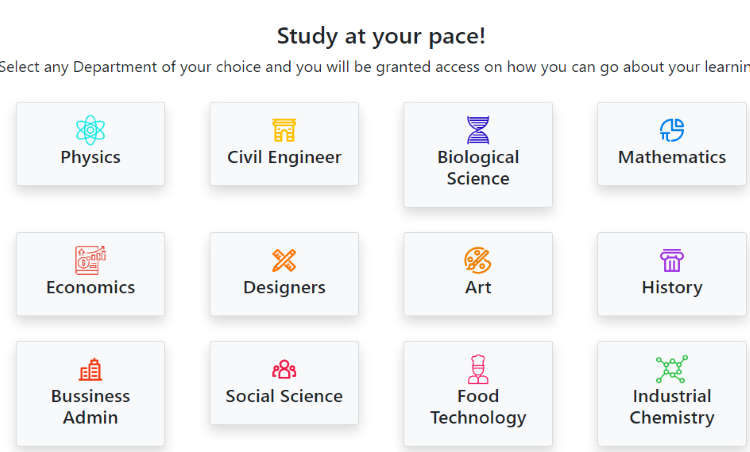 Study at your pace!
Select any Department of your choice and you will be granted access on how you can go about your learnin
Physics
Civil Engineer
Biological
Science
Mathematics
Economics
Designers
Art
History
Bussiness
Admin
Social Science
Food
Technology
Industrial
Chemistry